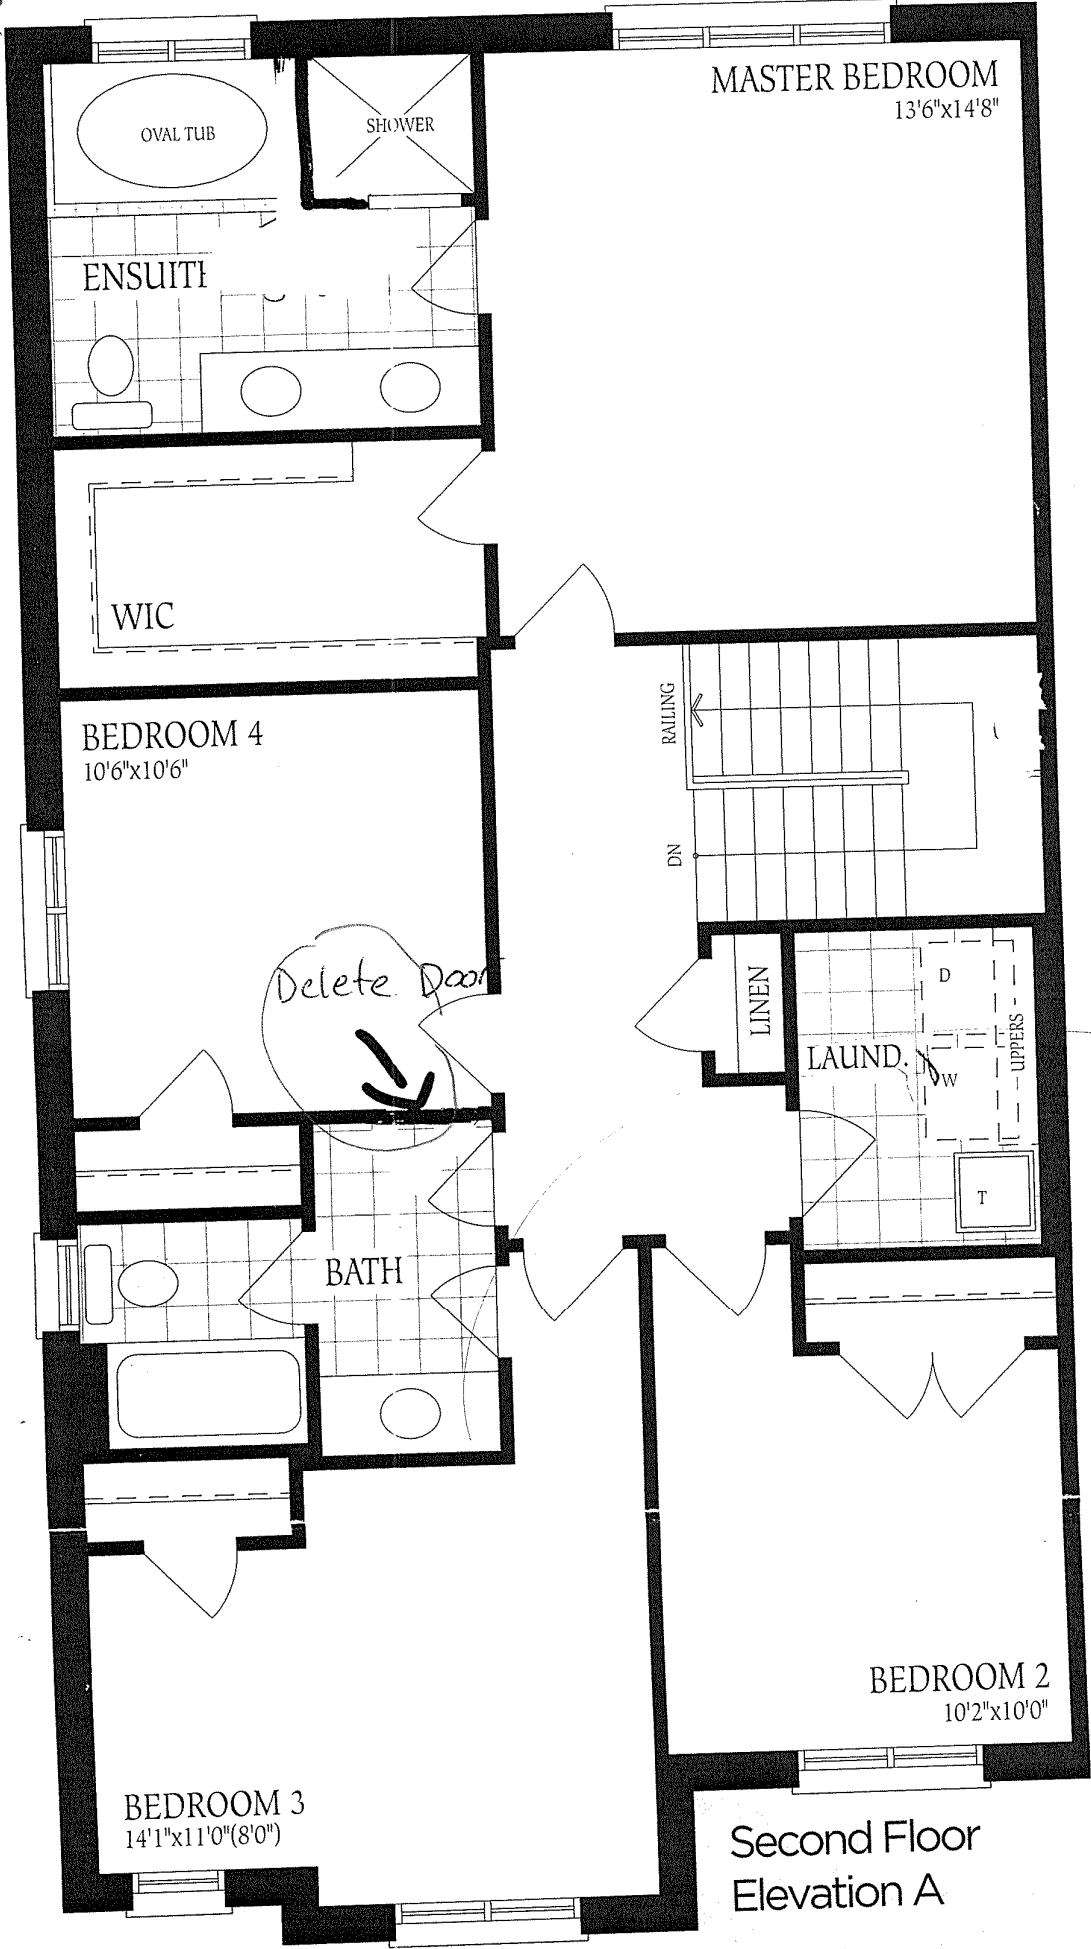 MASTER BEDROOM
13'6"x14'8"
OVAL TUB
SHOWER
ENSUITE
WIC
BEDROOM 4
10'6"x10'6"
RAILING
DN
Delete Door
LINEN
LAUND.
D
W
UPPERS
T
BATH
BEDROOM 2
10'2"x10'0"
BEDROOM 3
14'1"x11'0"(8'0")
Second Floor
Elevation A